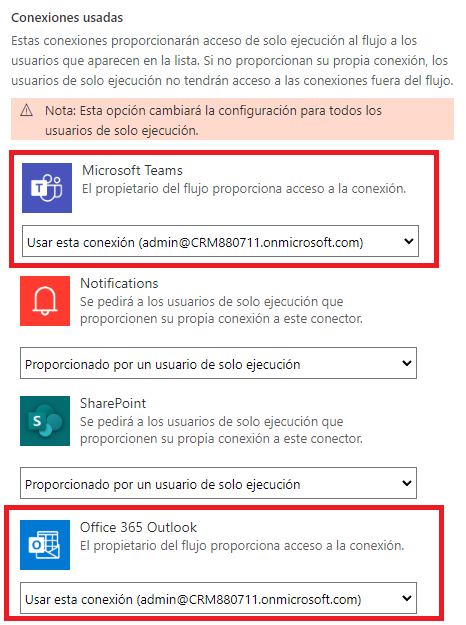 Conexiones usadas
Estas conexiones proporcionarán acceso de solo ejecución al flujo a los
usuarios que aparecen en la lista. Si no proporcionan su propia conexión, los
usuarios de solo ejecución no tendrán acceso a las conexiones fuera del flujo.
Nota: Esta opción cambiará la configuración para todos los
usuarios de solo ejecución.
Microsoft Teams
El propietario del flujo proporciona acceso a la conexión.
Usar esta conexión (admin@CRM880711.onmicrosoft.com)
Notifications
Se pedirá a los usuarios de solo ejecución que
proporcionen su propia conexión a este conector.
Proporcionado por un usuario de solo ejecución
SharePoint
Se pedirá a los usuarios de solo ejecución que
proporcionen su propia conexión a este conector.
Proporcionado por un usuario de solo ejecución
Office 365 Outlook
El propietario del flujo proporciona acceso a la conexión.
Usar esta conexión (admin@CRM880711.onmicrosoft.com)